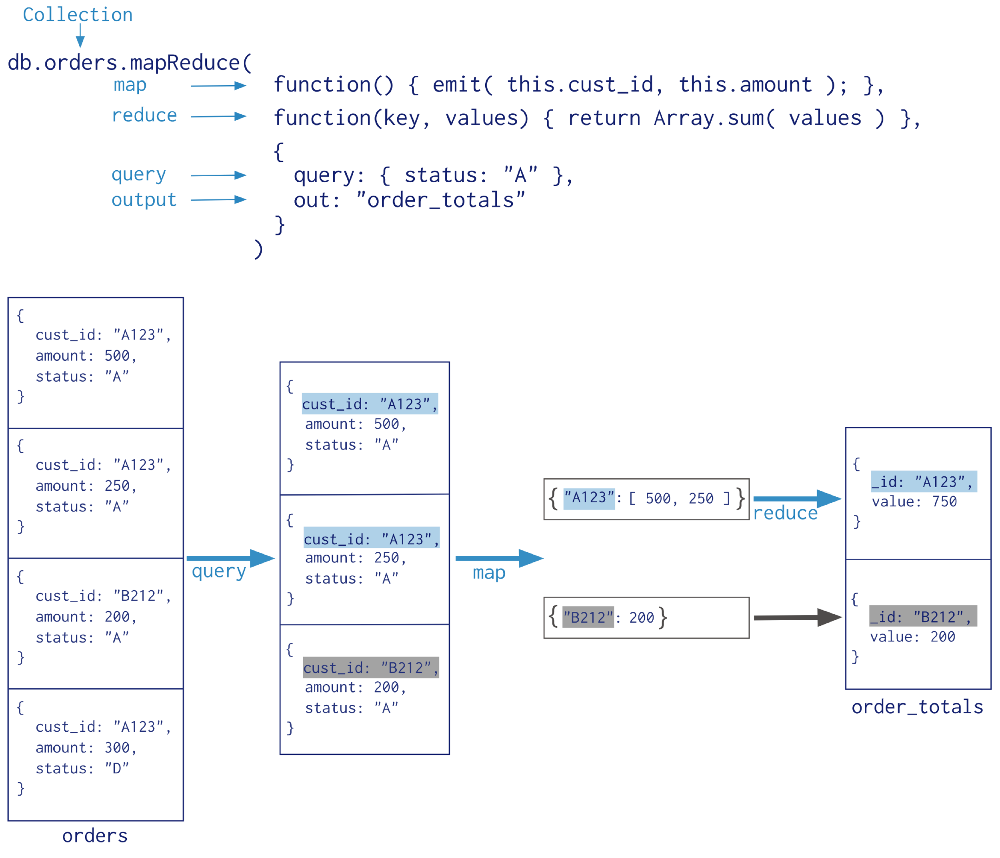 Collection
db.orders.mapReduce(
map function() { emit( this.cust_id, this.amount ); },
reduce function(key, values) { return Array.sum( values ) },
{
query query: { status: "A" },
output out: "order_totals"
}
)
{
cust_id: "A123",
amount: 500,
status: "A"
}
{
cust_id: "A123",
amount: 250,
status: "A"
}
{
cust_id: "B212",
amount: 200,
status: "A"
}
{
cust_id: "A123",
amount: 300,
status: "D"
}
orders
query
{
cust_id: "A123",
amount: 500,
status: "A"
}
{
cust_id: "A123",
amount: 250,
status: "A"
}
{
cust_id: "B212",
amount: 200,
status: "A"
}
map
{ "A123": [ 500, 250 ] }
{ "B212": 200 }
reduce
{
_id: "A123",
value: 750
}
{
_id: "B212",
value: 200
}
order_totals